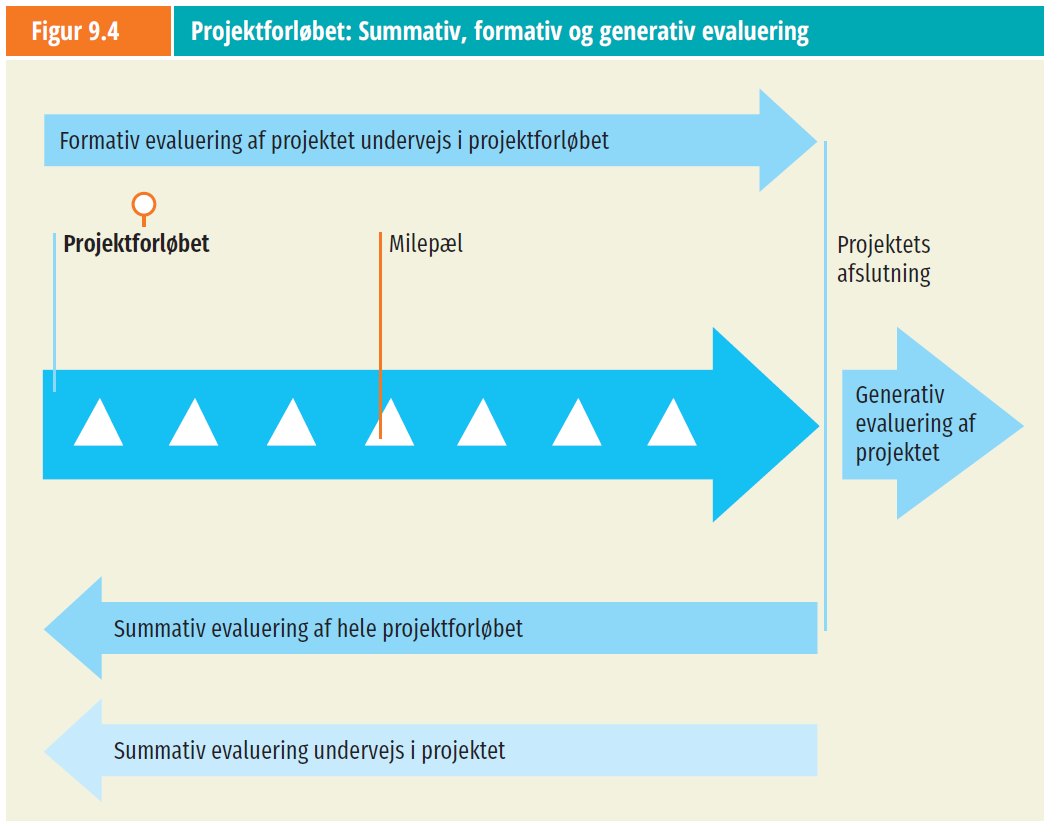 Figur 9.4
Projektforløbet: Summativ, formativ og generativ evaluering
Formativ evaluering af projektet undervejs i projektforløbet
Projektforløbet
Milepæl
Projektets
afslutning
Generativ
evaluering af
projektet
Summativ evaluering af hele projektforløbet
Summativ evaluering undervejs i projektet